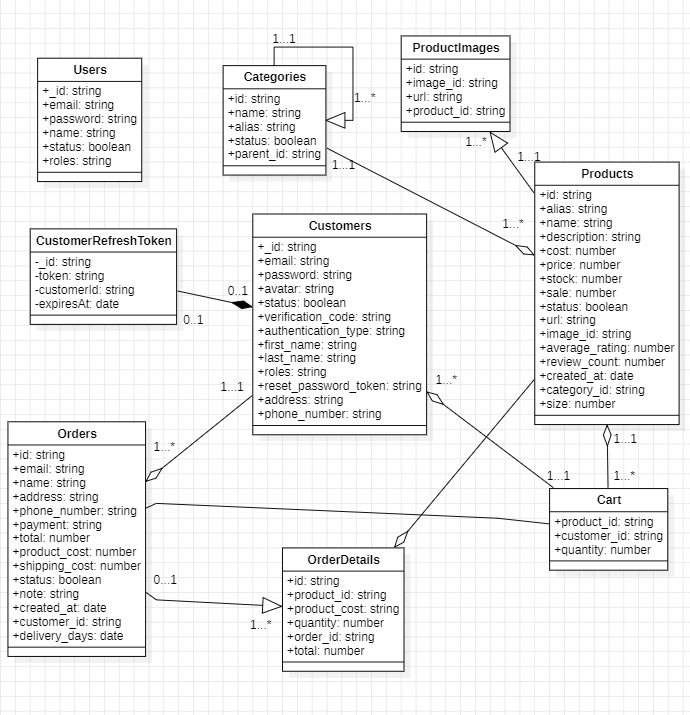 Users
+_id: string
+email: string
+password: string
+name: string
+status: boolean
+roles: string
1...1
Categories
+id: string
+name: string
+alias: string
+status: boolean
+parent_id: string
1...*
1...1
ProductImages
+id: string
+image_id: string
+url: string
+product_id: string
1...*
1...1
Products
+id: string
+alias: string
+name: string
+description: string
+cost: number
+price: number
+stock: number
+sale: number
+status: boolean
+url: string
+image_id: string
+average_rating: number
+review_count: number
+created_at: date
+category_id: string
+size: number
1...*
1...1
1...*
CustomerRefreshToken
-_id: string
-token: string
-customerId: string
-expiresAt: date
0..1
0..1
Customers
+_id: string
+email: string
+password: string
+avatar: string
+status: boolean
+verification_code: string
+authentication_type: string
+first_name: string
+last_name: string
+roles: string
+reset_password_token: string
+address: string
+phone_number: string
1...1
1...*
1...*
1...1
Orders
+id: string
+email: string
+name: string
+address: string
+phone_number: string
+payment: string
+total: number
+product_cost: number
+shipping_cost: number
+status: boolean
+note: string
+created_at: date
+customer_id: string
+delivery_days: date
0...1
1...*
OrderDetails
+id: string
+product_id: string
+product_cost: string
+quantity: number
+order_id: string
+total: number
Cart
+product_id: string
+customer_id: string
+quantity: number